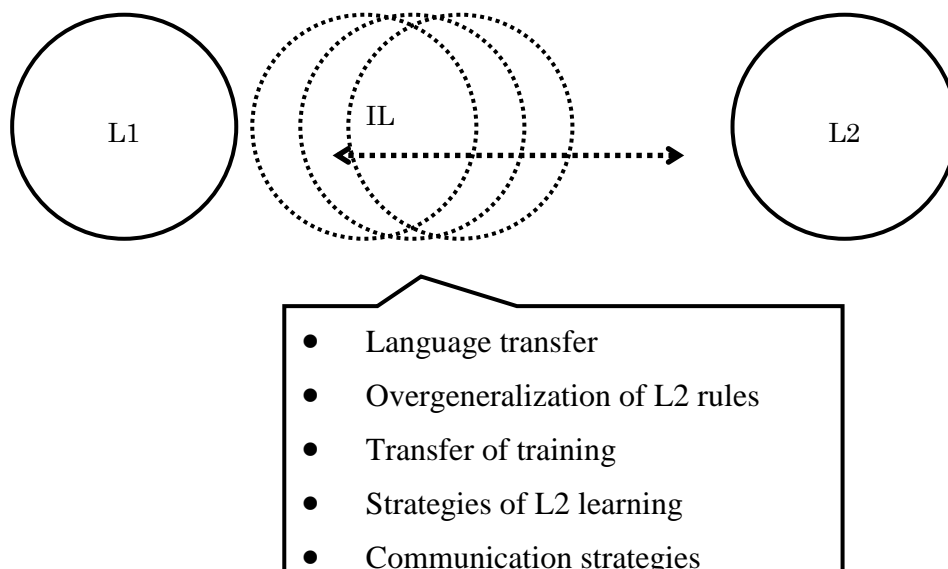 L1
IL
L2
● Language transfer
● Overgeneralization of L2 rules
● Transfer of training
● Strategies of L2 learning
● Communication strategies